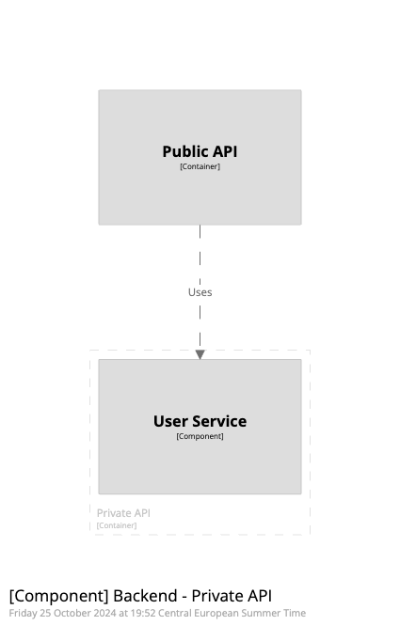 Public API
[Container]
Uses
User Service
[Component]
Private API
[Container]
[Component] Backend - Private API
Friday 25 October 2024 at 19:52 Central European Summer Time